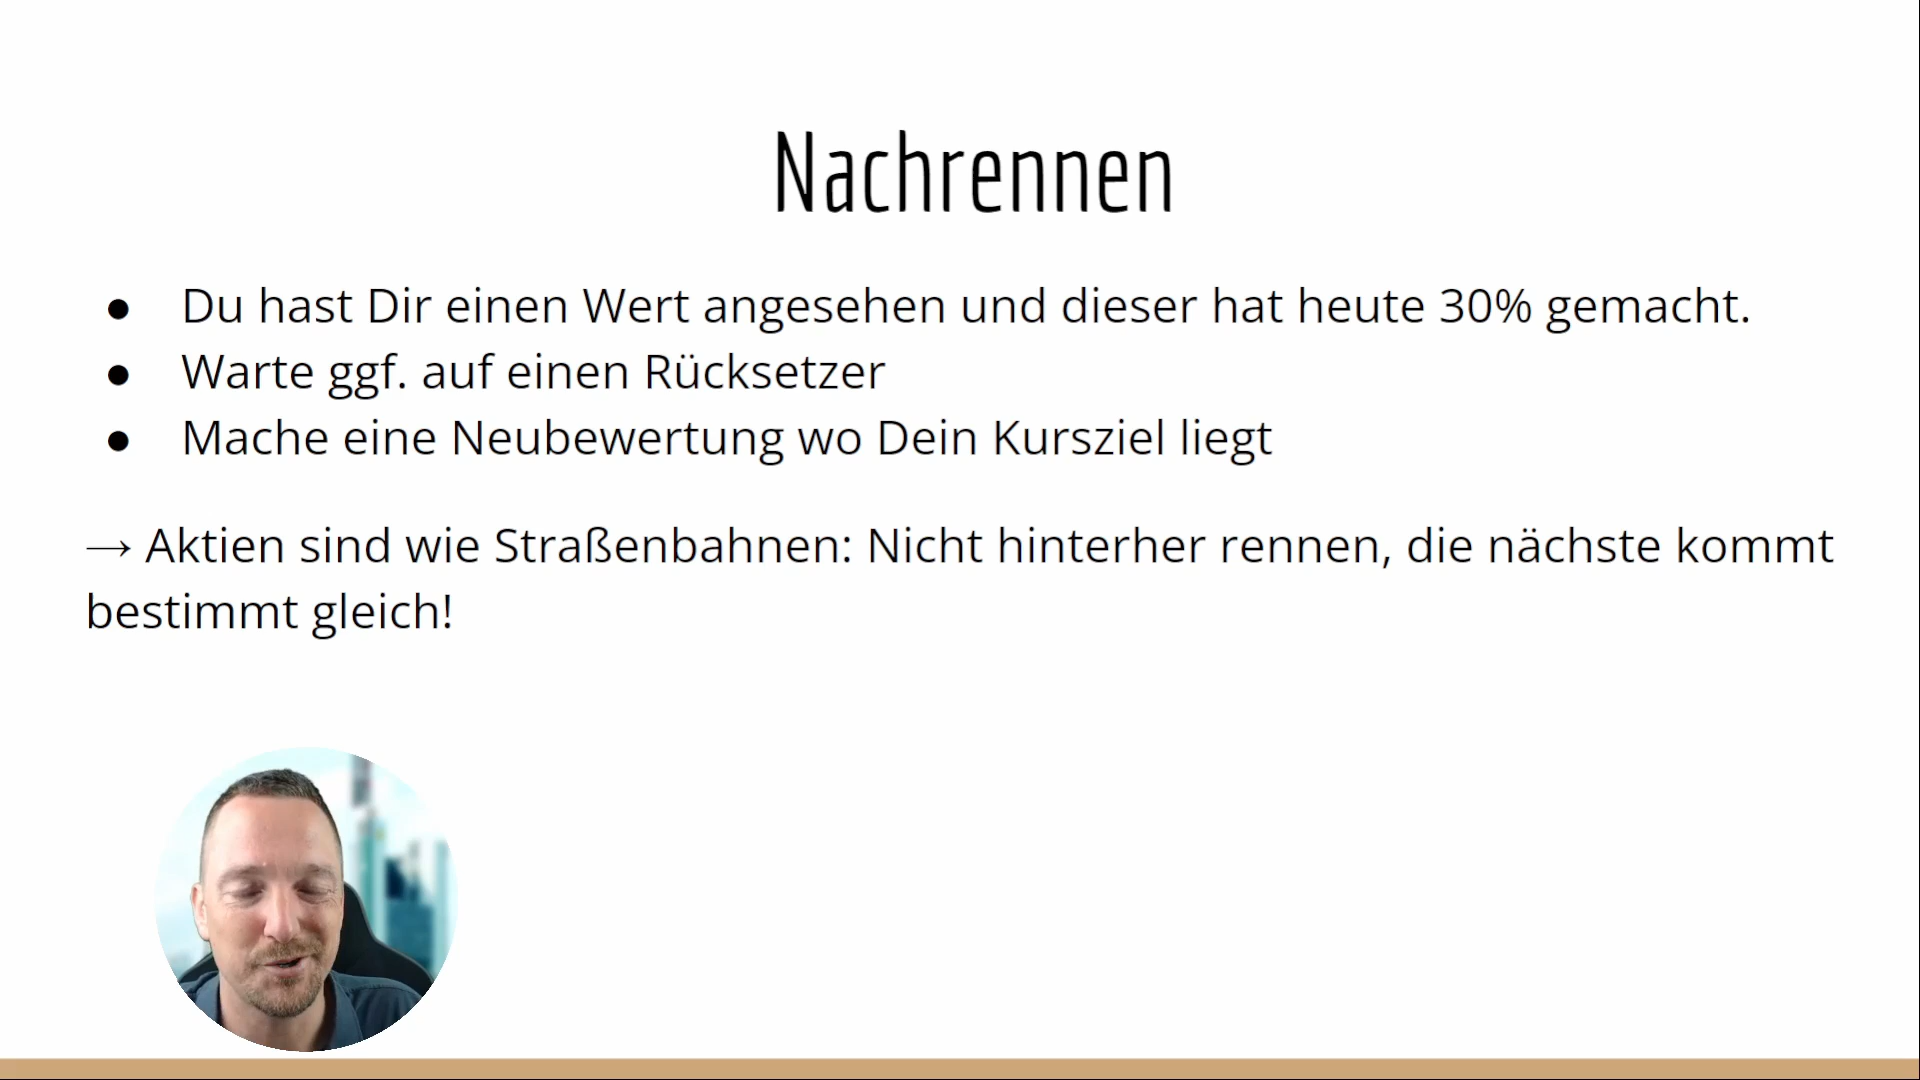 Nachrennen
● Du hast Dir einen Wert angesehen und dieser hat heute 30% gemacht.
● Warte ggf. auf einen Rücksetzer
● Mache eine Neubewertung wo Dein Kursziel liegt
→ Aktien sind wie Straßenbahnen: Nicht hinterher rennen, die nächste kommt
bestimmt gleich!